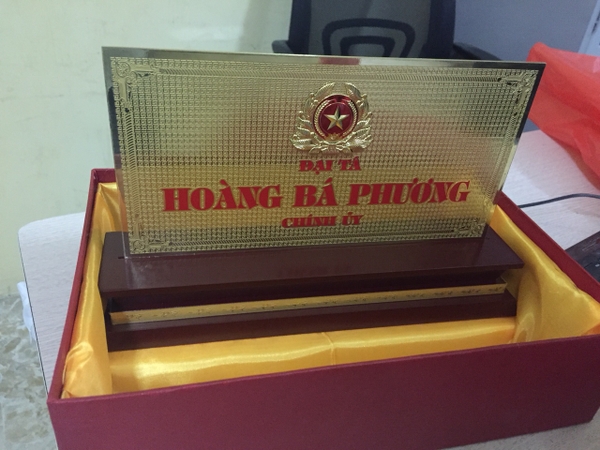 ĐẠI TÁ
HOÀNG BÁ PHƯƠNG
CHÍNH ỦY